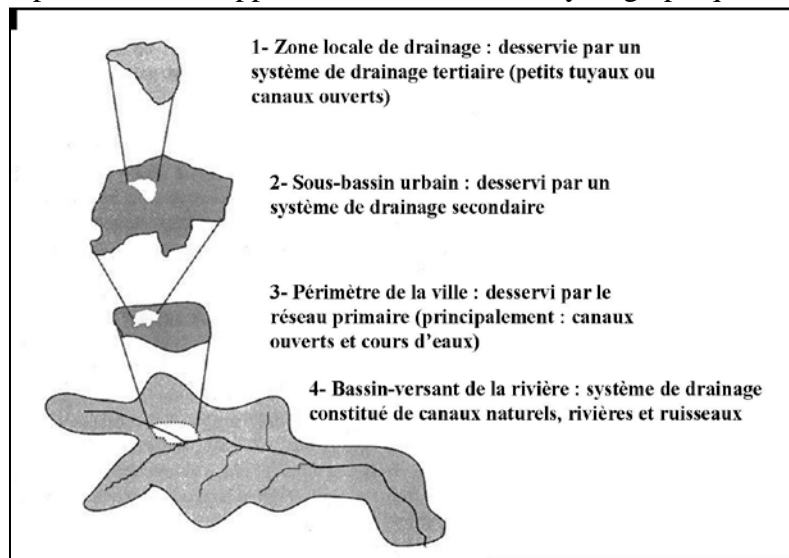 1- Zone locale de drainage : desservie par un
système de drainage tertiaire (petits tuyaux ou
canaux ouverts)
2- Sous-bassin urbain : desservi par un
système de drainage secondaire
3- Périmètre de la ville : desservi par le
réseau primaire (principalement : canaux
ouverts et cours d'eaux)
4- Bassin-versant de la rivière : système de drainage
constitué de canaux naturels, rivières et ruisseaux